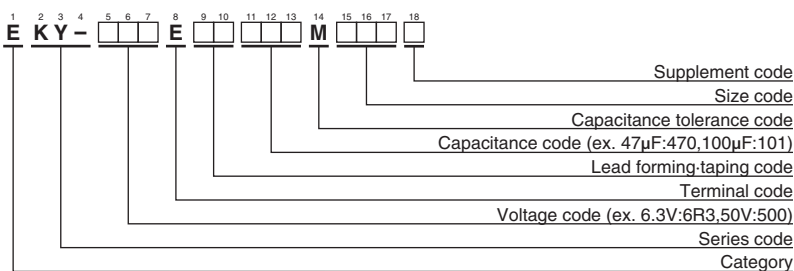 1 2 3 4 5 6 7 8 9 10 11 12 13 14 15 16 17 18
E K Y – E M
Supplement code
Size code
Capacitance tolerance code
Capacitance code (ex. 47µF:470,100µF:101)
Lead forming·taping code
Terminal code
Voltage code (ex. 6.3V:6R3,50V:500)
Series code
Category